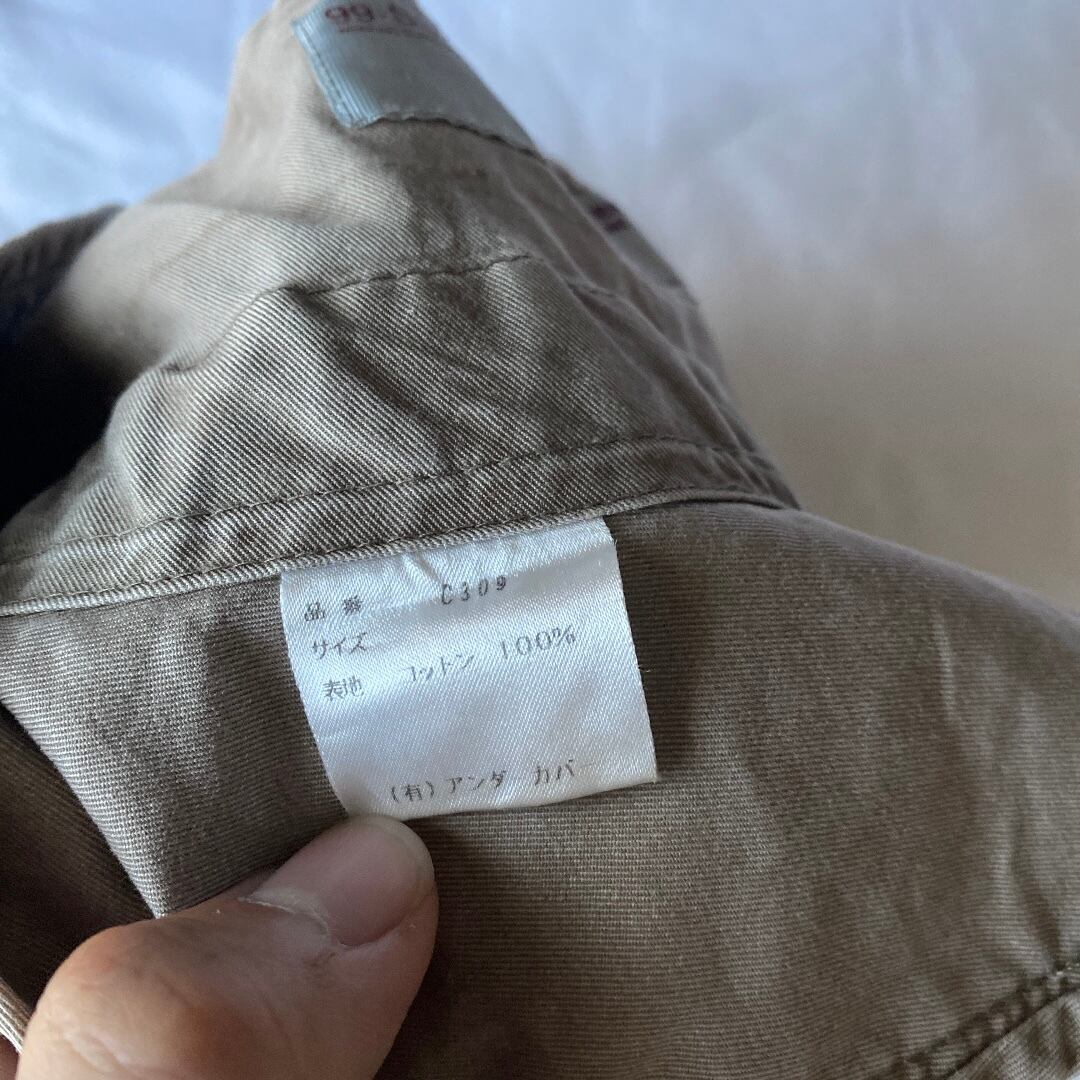 品番 C309
サイズ
表地 コットン 100%
(有)アンダ カバー